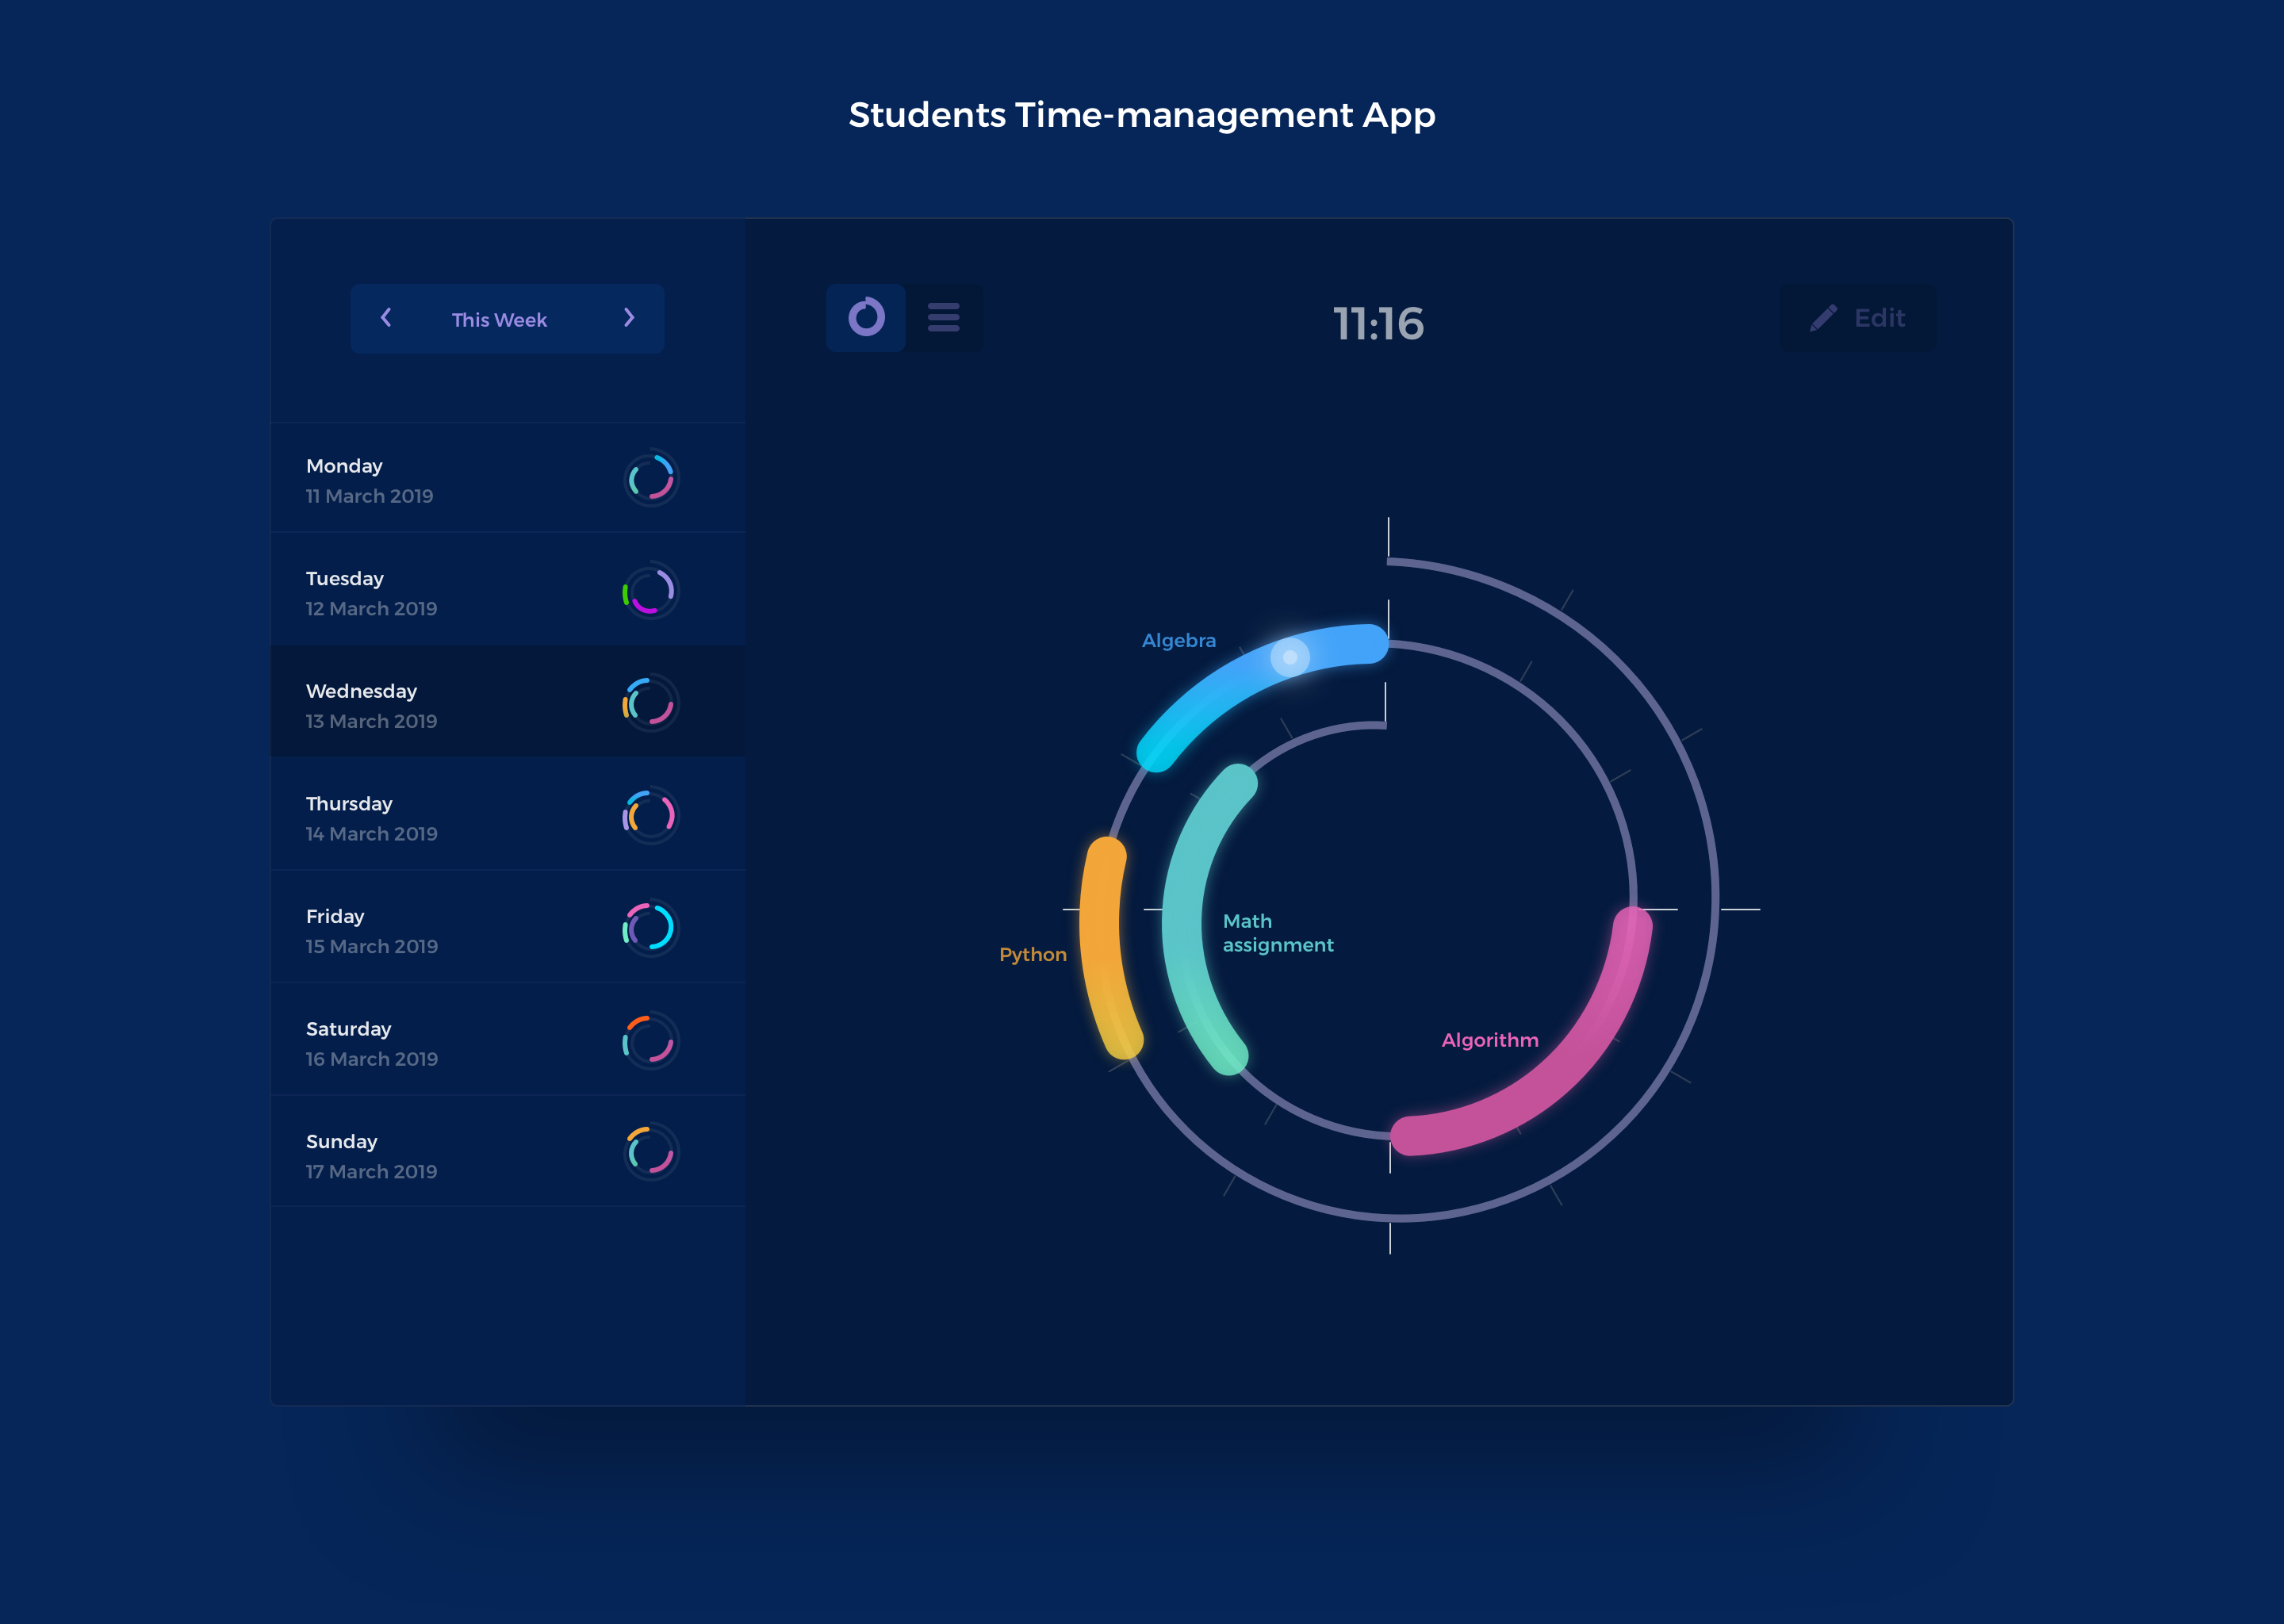 Students Time-management App
This Week
11:16
Edit
Monday
11 March 2019
Tuesday
12 March 2019
Wednesday
13 March 2019
Thursday
14 March 2019
Friday
15 March 2019
Saturday
16 March 2019
Sunday
17 March 2019
Algebra
Math
assignment
Python
Algorithm